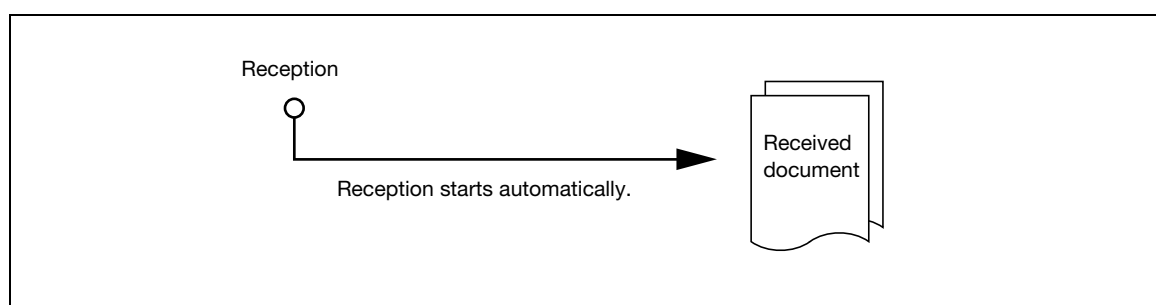 Reception
Received
document
Reception starts automatically.